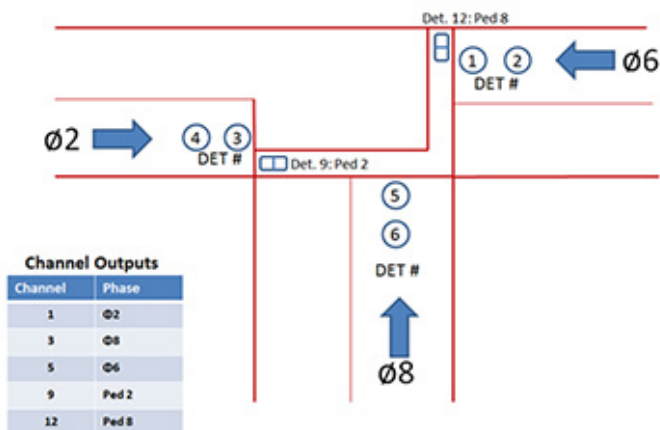 Det. 12: Ped 8
1 2
DET #
Ø6
Ø2
4 3
DET #
Det. 9: Ped 2
5
6
DET #
Ø8
Channel Outputs
Channel Phase
1 Φ2
3 Φ8
5 Φ6
9 Ped 2
12 Ped 8